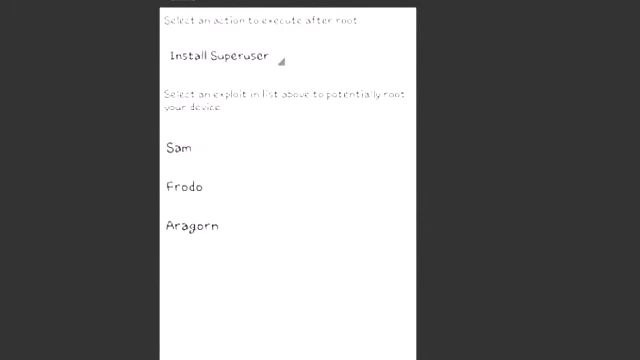 Select an action to execute after root
Install Superuser
Select an exploit in list above to potentially root
your device
Sam
Frodo
Aragorn